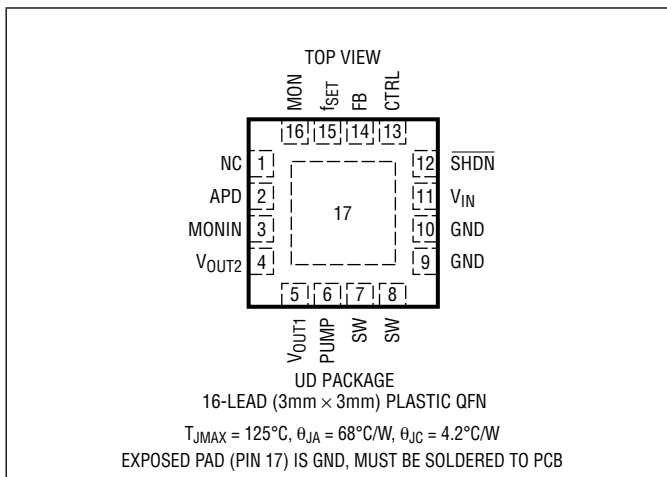 TOP VIEW
MON
fSET
FB
CTRL
16 15 14 13
NC 1
12 SHDN
APD 2
11 VIN
17
MONIN 3
10 GND
VOUT2 4
9 GND
5 6 7 8
VOUT1
PUMP
SW
SW
UD PACKAGE
16-LEAD (3mm × 3mm) PLASTIC QFN
TJMAX = 125°C, θJA = 68°C/W, θJC = 4.2°C/W
EXPOSED PAD (PIN 17) IS GND, MUST BE SOLDERED TO PCB